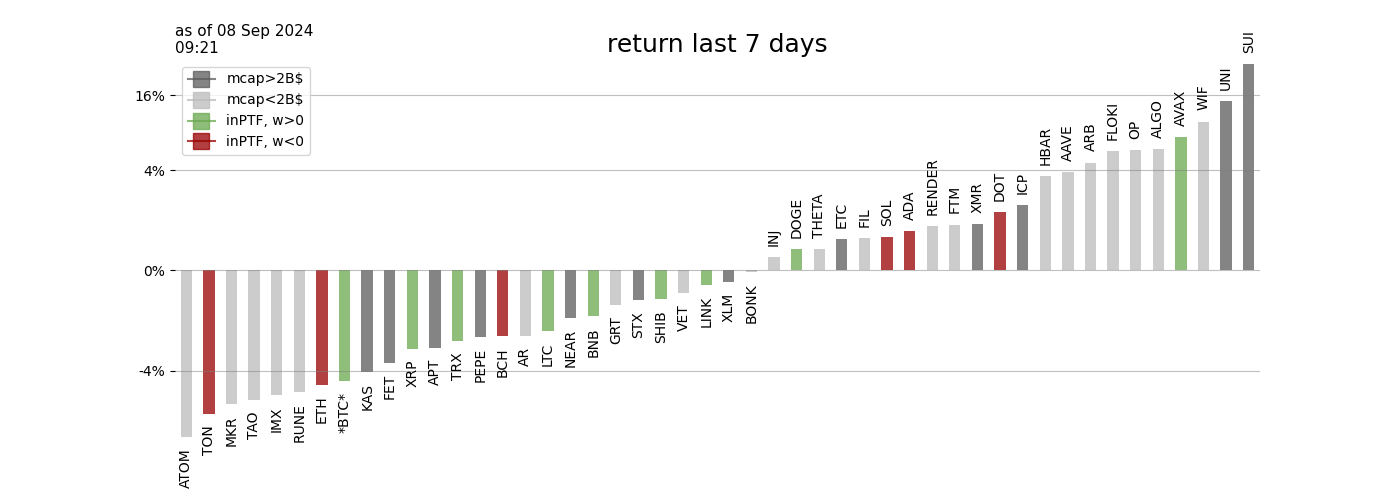 as of 08 Sep 2024
09:21
return last 7 days
mcap>2B$
mcap<2B$
inPTF, w>0
inPTF, w<0
16%
4%
0%
-4%
ATOM
TON
MKR
TAO
IMX
RUNE
ETH
*BTC*
KAS
FET
XRP
APT
TRX
PEPE
BCH
AR
LTC
NEAR
BNB
GRT
STX
SHIB
VET
LINK
XLM
BONK
INJ
DOGE
THETA
ETC
FIL
SOL
ADA
RENDER
FTM
XMR
DOT
ICP
HBAR
AAVE
ARB
FLOKI
OP
ALGO
AVAX
WIF
UNI
SUI